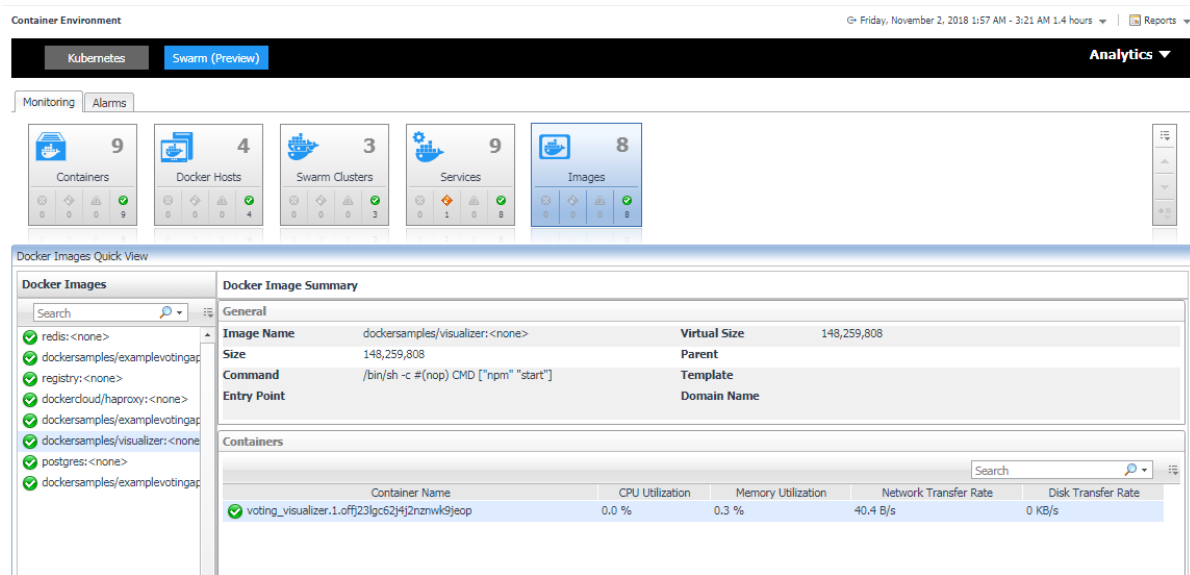 Container Environment
Friday, November 2, 2018 1:57 AM - 3:21 AM 1.4 hours
Reports
Kubernetes
Swarm (Preview)
Analytics
Monitoring
Alarms
9
Containers
0 0 0 9
4
Docker Hosts
0 0 0 4
3
Swarm Clusters
0 0 0 3
9
Services
0 1 0 8
8
Images
0 0 0 8
Docker Images Quick View
Docker Images
Search
redis:<none>
dockersamples/examplevotingap
registry:<none>
dockercloud/haproxy:<none>
dockersamples/examplevotingap
dockersamples/visualizer:<none
postgres:<none>
dockersamples/examplevotingap
Docker Image Summary
General
Image Name dockersamples/visualizer:<none> Virtual Size 148,259,808
Size 148,259,808 Parent
Command /bin/sh -c #(nop) CMD ["npm" "start"] Template
Entry Point Domain Name
Containers
Search
Container Name CPU Utilization Memory Utilization Network Transfer Rate Disk Transfer Rate
voting_visualizer.1.offj23lgc62j4j2nznwk9jeop 0.0 % 0.3 % 40.4 B/s 0 KB/s